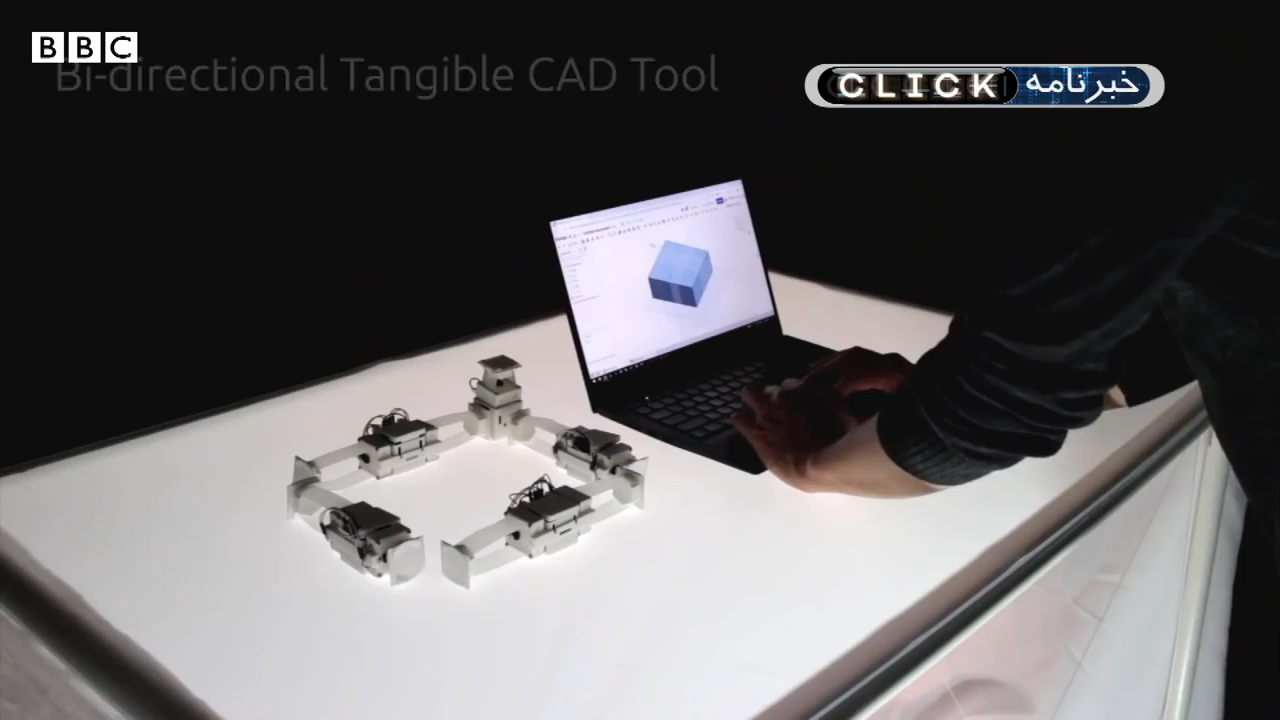 BBC
Bi-directional Tangible CAD Tool
CLICK خبرنامه